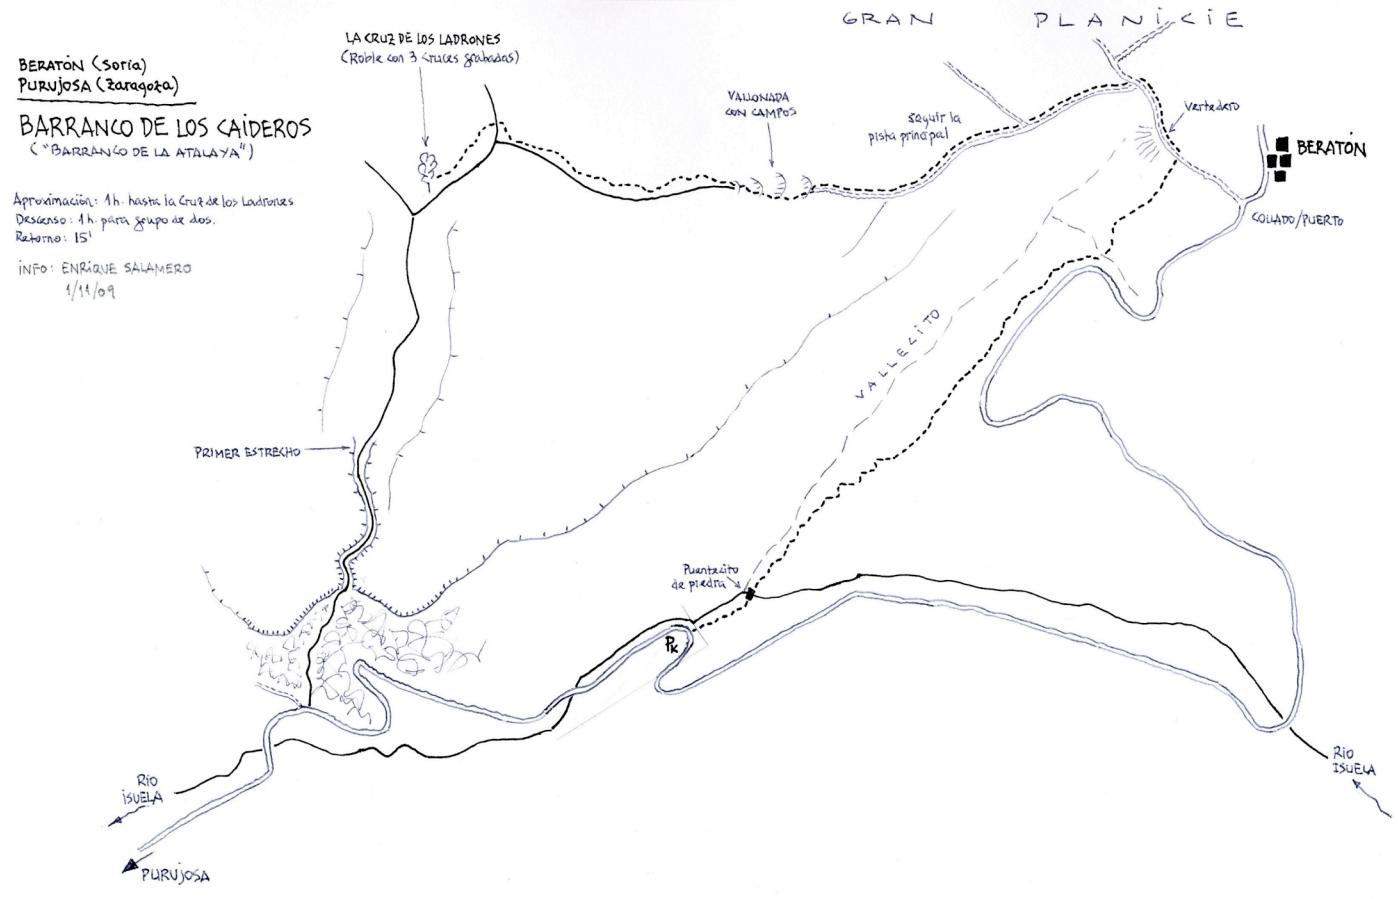 GRAN PLANICIE
BERATÓN (Soria)
PURUJOSA (Zaragoza)
BARRANCO DE LOS CAIDEROS
("BARRANCO DE LA ATALAYA")
Aproximación: 1h. hasta la Cruz de los Ladrones
Descenso: 1h. para grupo de dos.
Retorno: 15'
INFO: ENRIQUE SALAMERO
1/11/09
LA CRUZ DE LOS LADRONES
(Roble con 3 cruces grabadas)
VALLONADA
CON CAMPOS
Seguir la
pista principal
Vertedero
BERATÓN
COLLADO/PUERTO
VALLECITO
PRIMER ESTRECHO
Puentecito
de piedra
PK
RIO
ISUELA
RIO
ISUELA
PURUJOSA